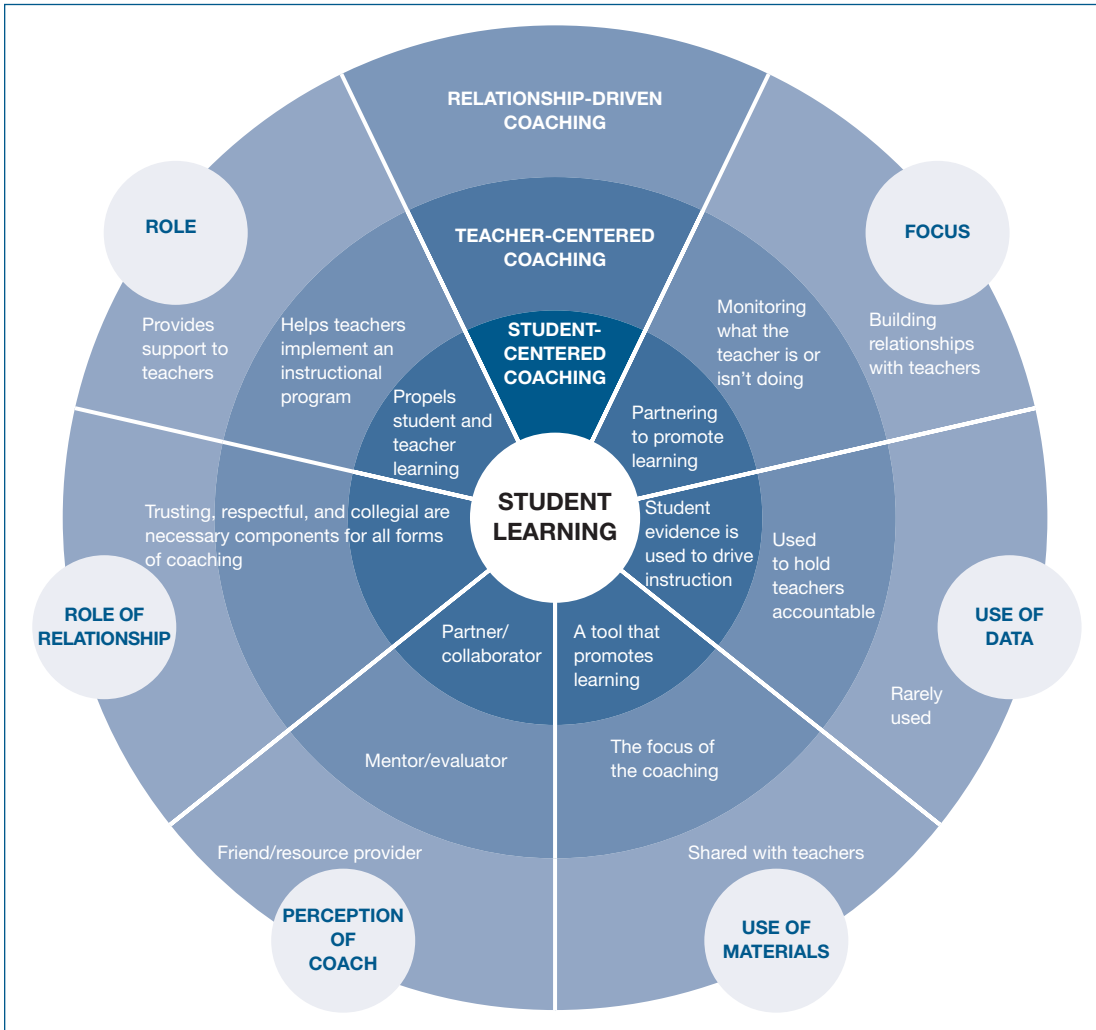 RELATIONSHIP-DRIVEN
COACHING
TEACHER-CENTERED
COACHING
STUDENT-
CENTERED
COACHING
STUDENT
LEARNING
ROLE
Provides
support to
teachers
Helps teachers
implement an
instructional
program
Propels
student and
teacher
learning
FOCUS
Partnering
to promote
learning
Monitoring
what the
teacher is or
isn't doing
Building
relationships
with teachers
ROLE OF
RELATIONSHIP
Trusting, respectful, and collegial are
necessary components for all forms
of coaching
USE OF
DATA
Student
evidence is
used to drive
instruction
Used
to hold
teachers
accountable
Rarely
used
PERCEPTION
OF
COACH
Partner/
collaborator
Mentor/evaluator
Friend/resource provider
USE OF
MATERIALS
A tool that
promotes
learning
The focus of
the coaching
Shared with teachers